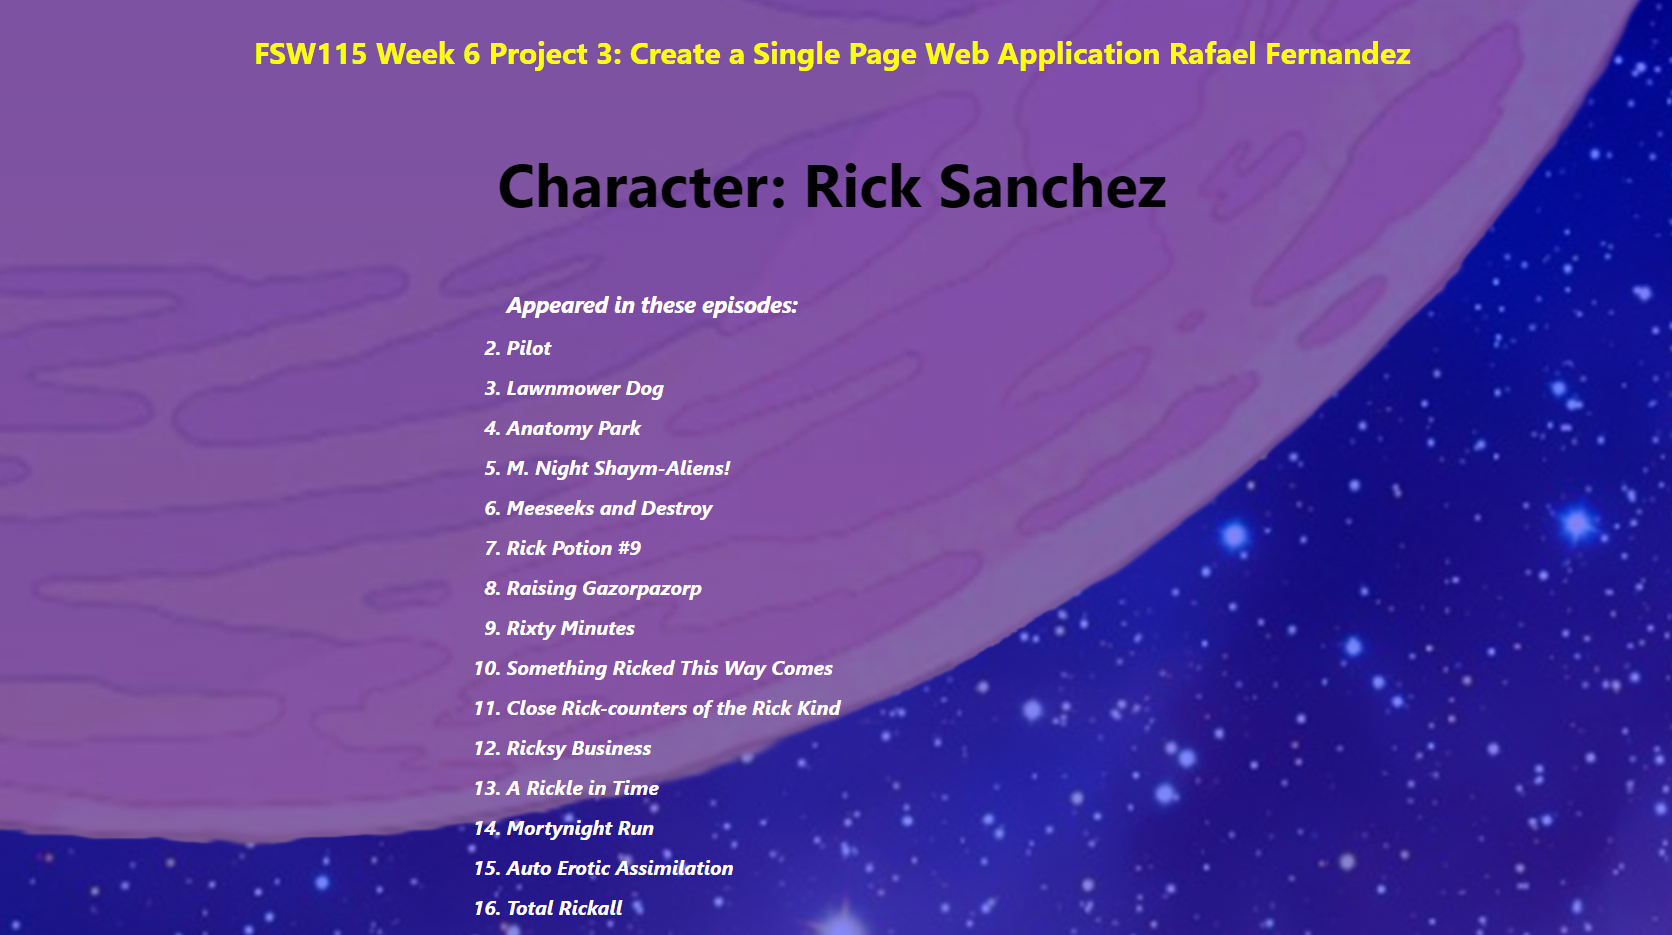 FSW115 Week 6 Project 3: Create a Single Page Web Application Rafael Fernandez
Character: Rick Sanchez
Appeared in these episodes:
2. Pilot
3. Lawnmower Dog
4. Anatomy Park
5. M. Night Shaym-Aliens!
6. Meeseeks and Destroy
7. Rick Potion #9
8. Raising Gazorpazorp
9. Rixty Minutes
10. Something Ricked This Way Comes
11. Close Rick-counters of the Rick Kind
12. Ricksy Business
13. A Rickle in Time
14. Mortynight Run
15. Auto Erotic Assimilation
16. Total Rickall